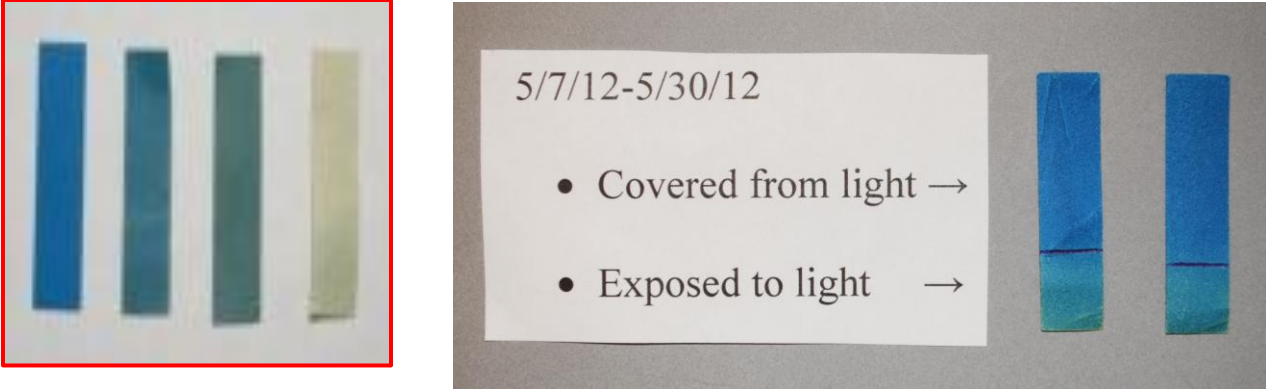 5/7/12-5/30/12
• Covered from light →
• Exposed to light →